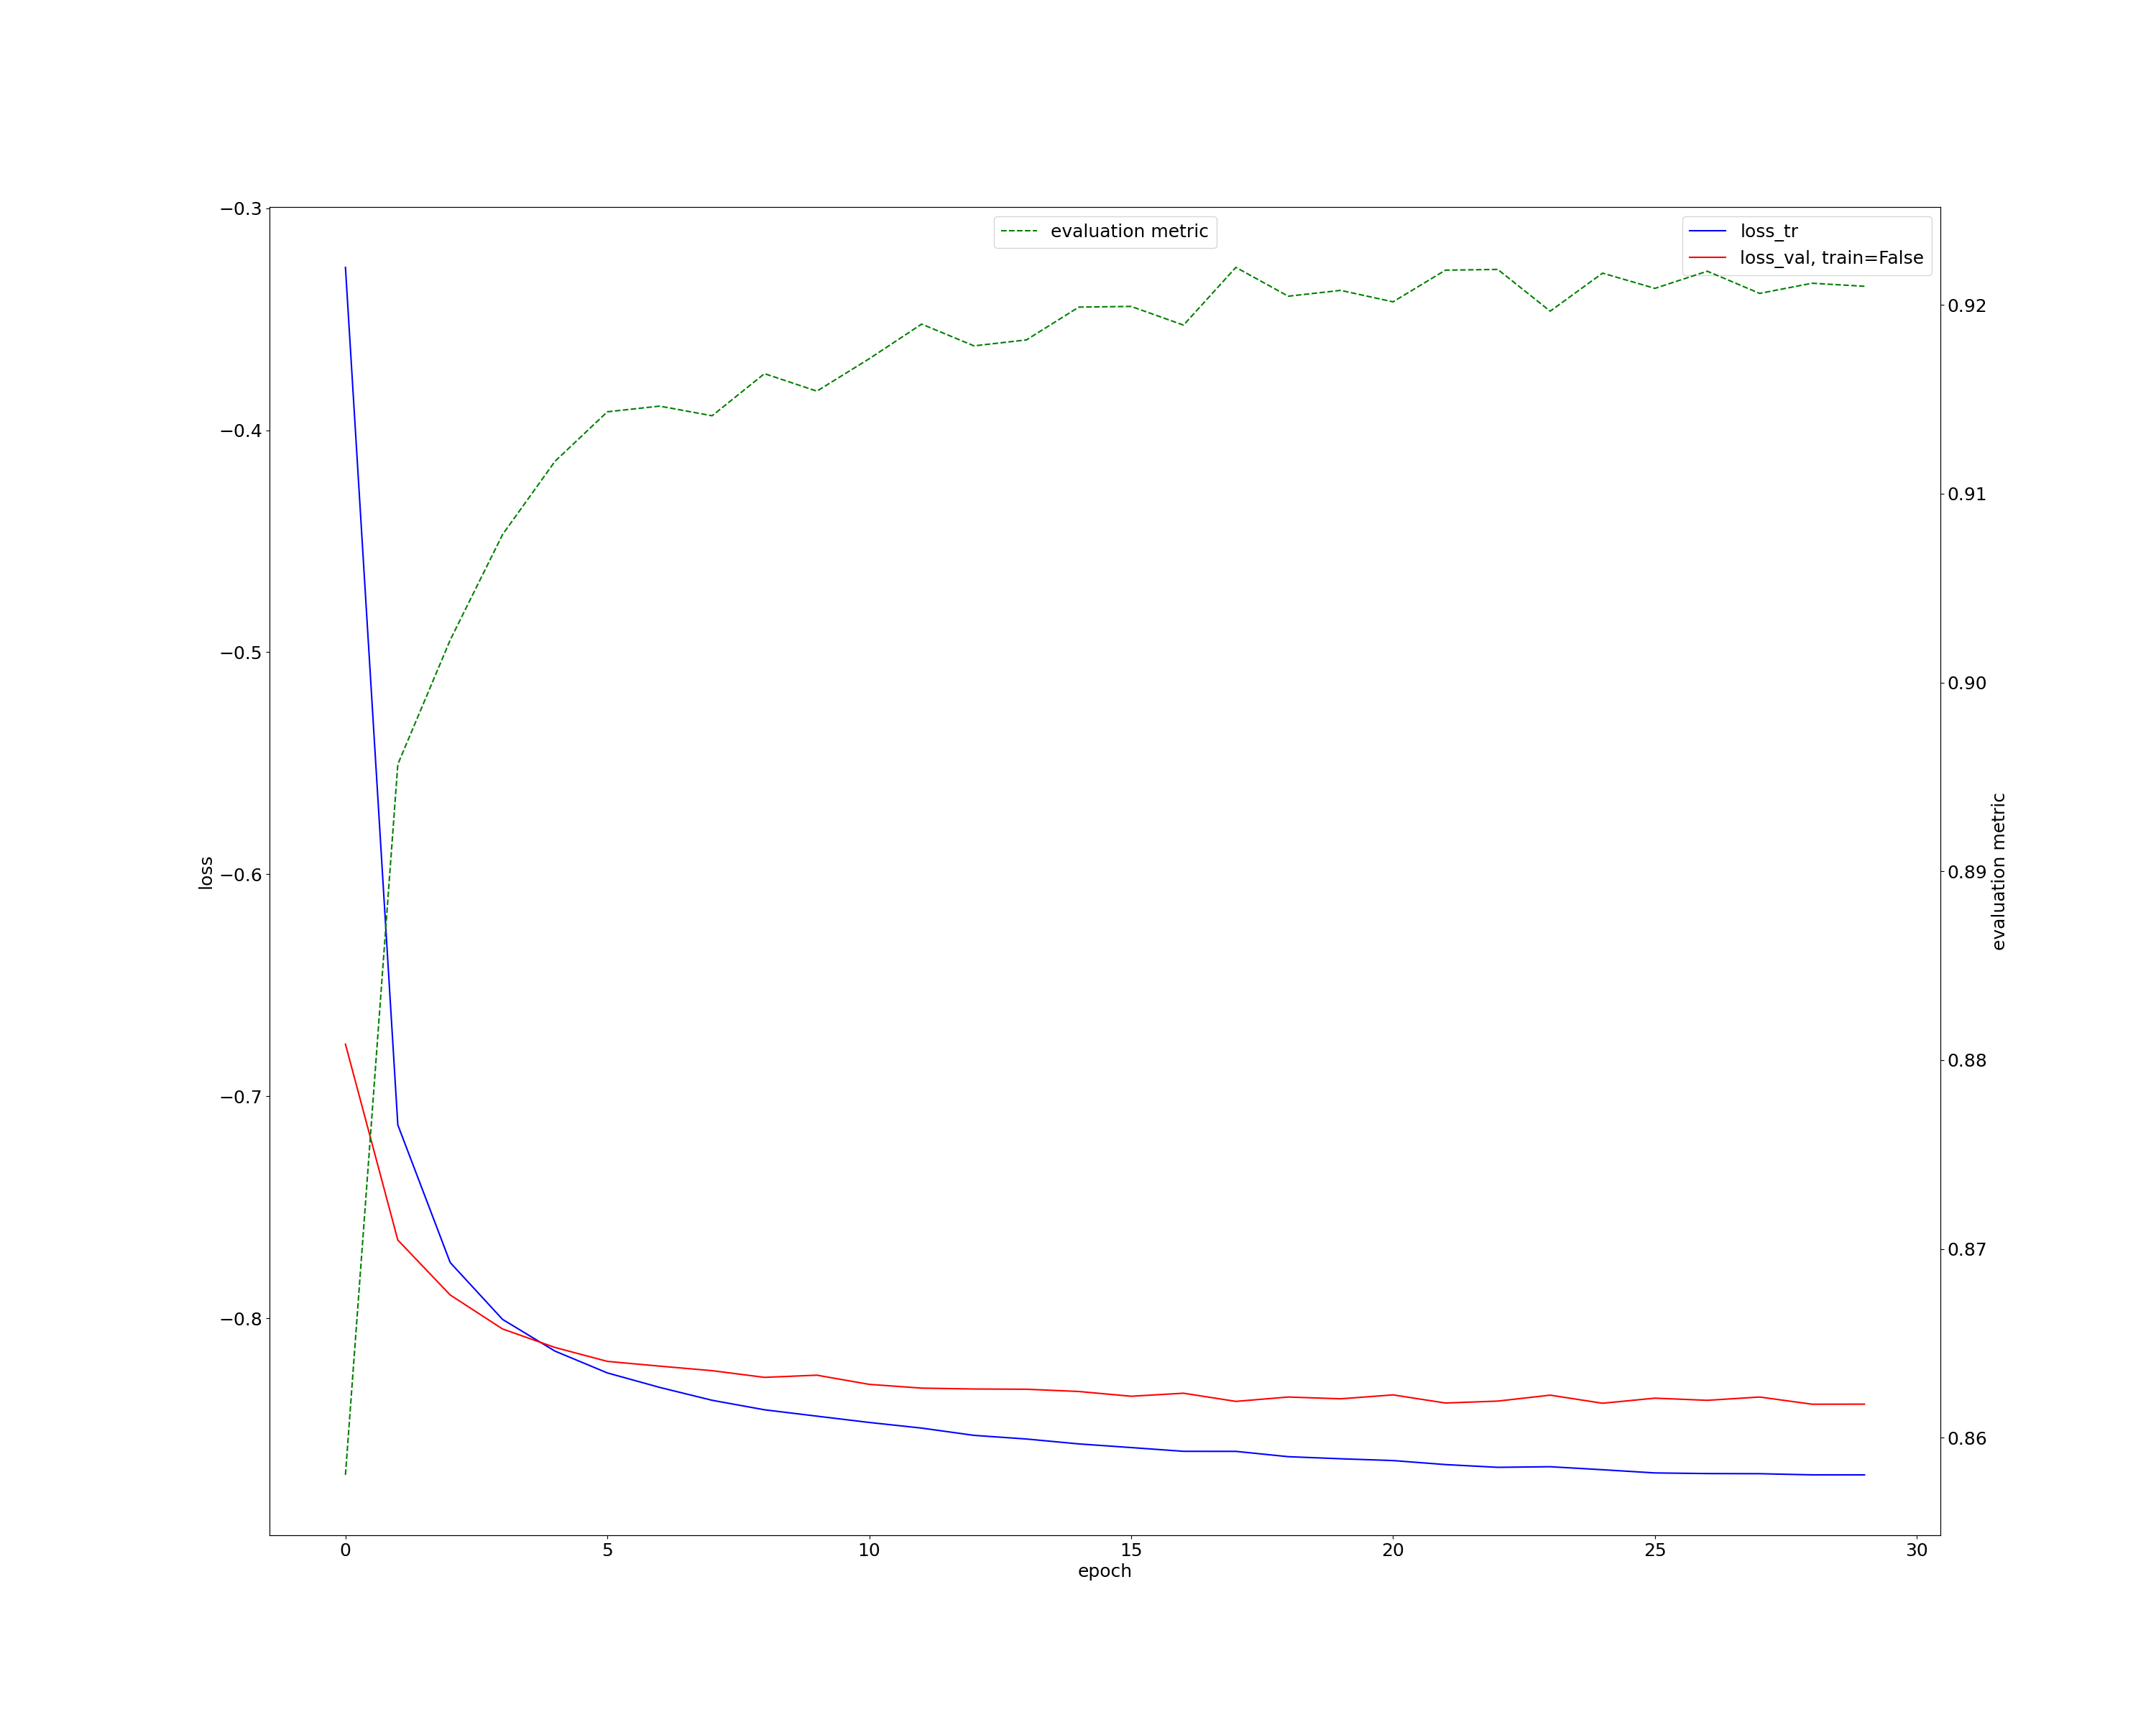 evaluation metric
loss_tr
loss_val, train=False
−0.3
−0.4
−0.5
−0.6
−0.7
−0.8
loss
0.92
0.91
0.90
0.89
0.88
0.87
0.86
evaluation metric
0 5 10 15 20 25 30
epoch